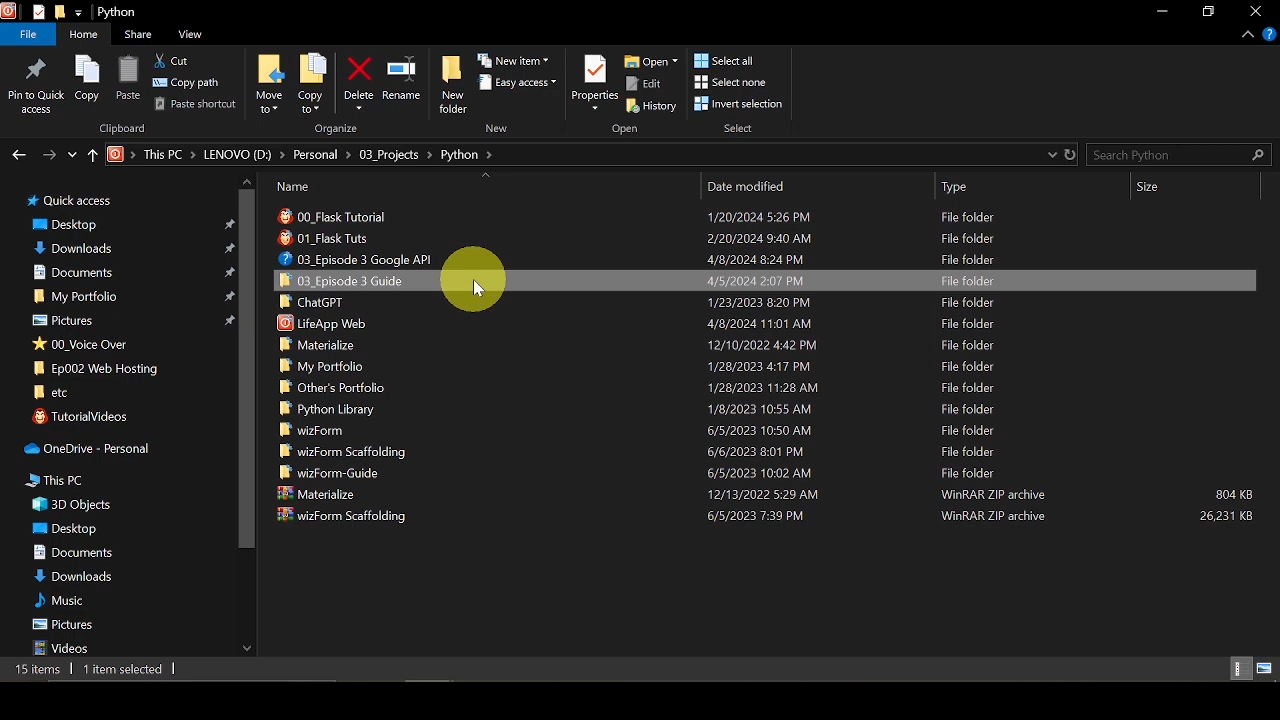 Python
File Home Share View
Pin to Quick access
Copy
Paste
Cut
Copy path
Paste shortcut
Clipboard
Move to
Copy to
Delete
Rename
Organize
New folder
New item
Easy access
New
Properties
Open
Edit
History
Open
Select all
Select none
Invert selection
Select
This PC > LENOVO (D:) > Personal > 03_Projects > Python >
Search Python
Quick access
Desktop
Downloads
Documents
My Portfolio
Pictures
00_Voice Over
Ep002 Web Hosting
etc
TutorialVideos
OneDrive - Personal
This PC
3D Objects
Desktop
Documents
Downloads
Music
Pictures
Videos
Name Date modified Type Size
00_Flask Tutorial 1/20/2024 5:26 PM File folder
01_Flask Tuts 2/20/2024 9:40 AM File folder
03_Episode 3 Google API 4/8/2024 8:24 PM File folder
03_Episode 3 Guide 4/5/2024 2:07 PM File folder
ChatGPT 1/23/2023 8:20 PM File folder
LifeApp Web 4/8/2024 11:01 AM File folder
Materialize 12/10/2022 4:42 PM File folder
My Portfolio 1/28/2023 4:17 PM File folder
Other's Portfolio 1/28/2023 11:28 AM File folder
Python Library 1/8/2023 10:55 AM File folder
wizForm 6/5/2023 10:50 AM File folder
wizForm Scaffolding 6/6/2023 8:01 PM File folder
wizForm-Guide 6/5/2023 10:02 AM File folder
Materialize 12/13/2022 5:29 AM WinRAR ZIP archive 804 KB
wizForm Scaffolding 6/5/2023 7:39 PM WinRAR ZIP archive 26,231 KB
15 items 1 item selected